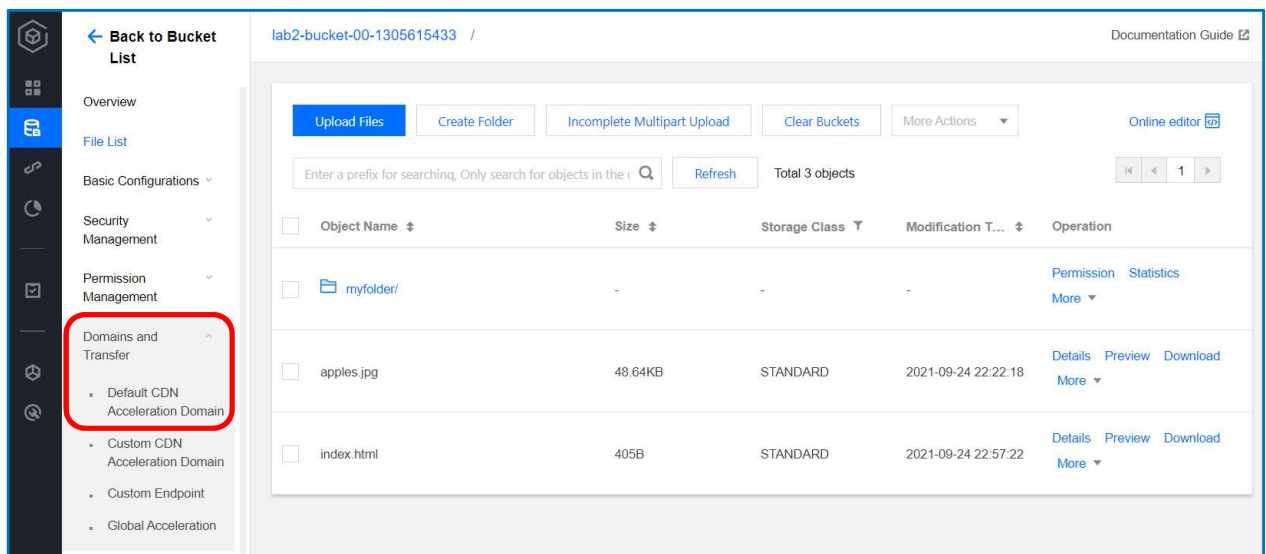 Back to Bucket
List
Overview
File List
Basic Configurations
Security
Management
Permission
Management
Domains and
Transfer
Default CDN
Acceleration Domain
Custom CDN
Acceleration Domain
Custom Endpoint
Global Acceleration
lab2-bucket-00-1305615433 /
Documentation Guide
Upload Files Create Folder Incomplete Multipart Upload Clear Buckets More Actions Online editor
Enter a prefix for searching, Only search for objects in the c Refresh Total 3 objects 1
Object Name Size Storage Class Modification T... Operation
myfolder/ - - - Permission Statistics
More
apples.jpg 48.64KB STANDARD 2021-09-24 22:22:18 Details Preview Download
More
index.html 405B STANDARD 2021-09-24 22:57:22 Details Preview Download
More